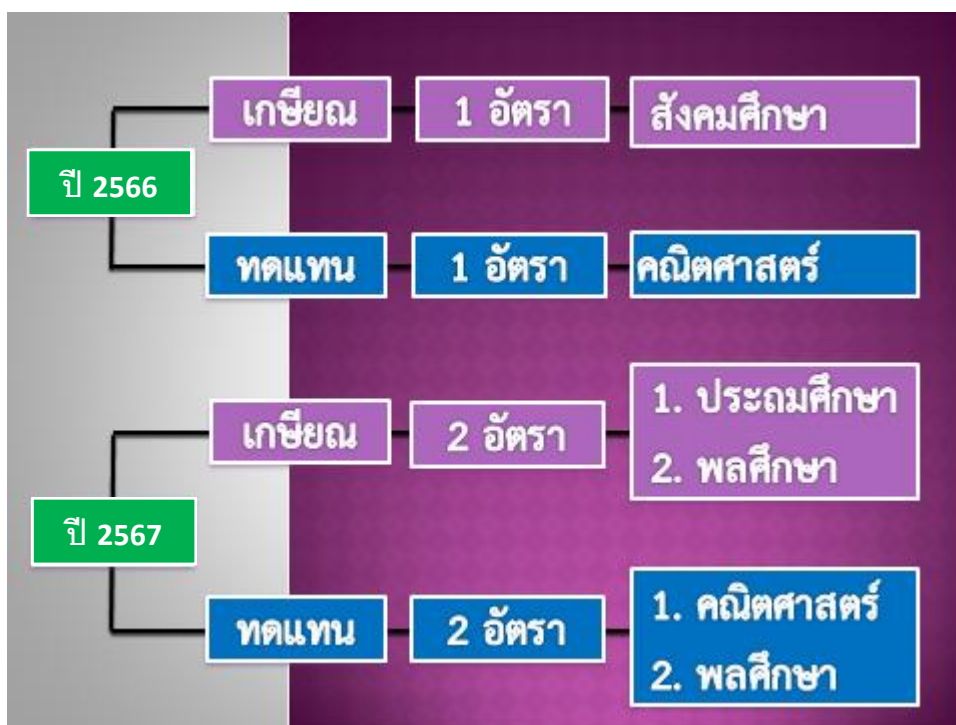 ปี 2566
เกษียณ
1 อัตรา
สังคมศึกษา
ทดแทน
1 อัตรา
คณิตศาสตร์
ปี 2567
เกษียณ
2 อัตรา
1. ประถมศึกษา
2. พลศึกษา
ทดแทน
2 อัตรา
1. คณิตศาสตร์
2. พลศึกษา